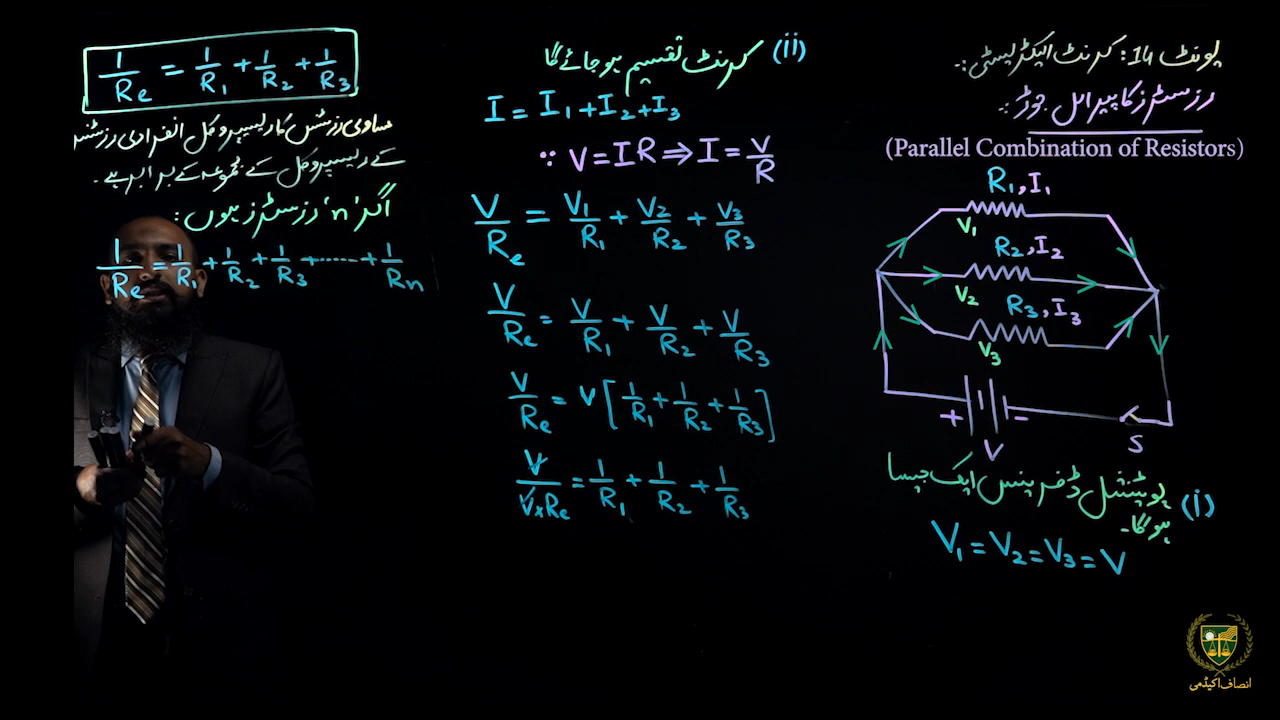 یونٹ 14: کرنٹ الیکٹریسٹی:۔
رزسٹرز کا پیرالل جوڑ:۔
(Parallel Combination of Resistors)
R₁, I₁
V₁
R₂, I₂
V₂
R₃, I₃
V₃
+ −
V
S
(i) پوٹینشل ڈفرینس ایک جیسا
ہوگا۔
V₁ = V₂ = V₃ = V
(ii) کرنٹ تقسیم ہو جائے گا
I = I₁ + I₂ + I₃
∵ V = IR ⇒ I = V/R
V/Re = V₁/R₁ + V₂/R₂ + V₃/R₃
V/Re = V/R₁ + V/R₂ + V/R₃
V/Re = V[1/R₁ + 1/R₂ + 1/R₃]
V/V×Re = 1/R₁ + 1/R₂ + 1/R₃
1/Re = 1/R₁ + 1/R₂ + 1/R₃
مساوی رزسٹنس کا ریسیپروکل انفرادی رزسٹنسز
کے ریسیپروکل کے مجموعہ کے برابر ہے۔
اگر 'n' رزسٹرز ہوں:
1/Re = 1/R₁ + 1/R₂ + 1/R₃ + ...... + 1/Rn
انصاف اکیڈمی